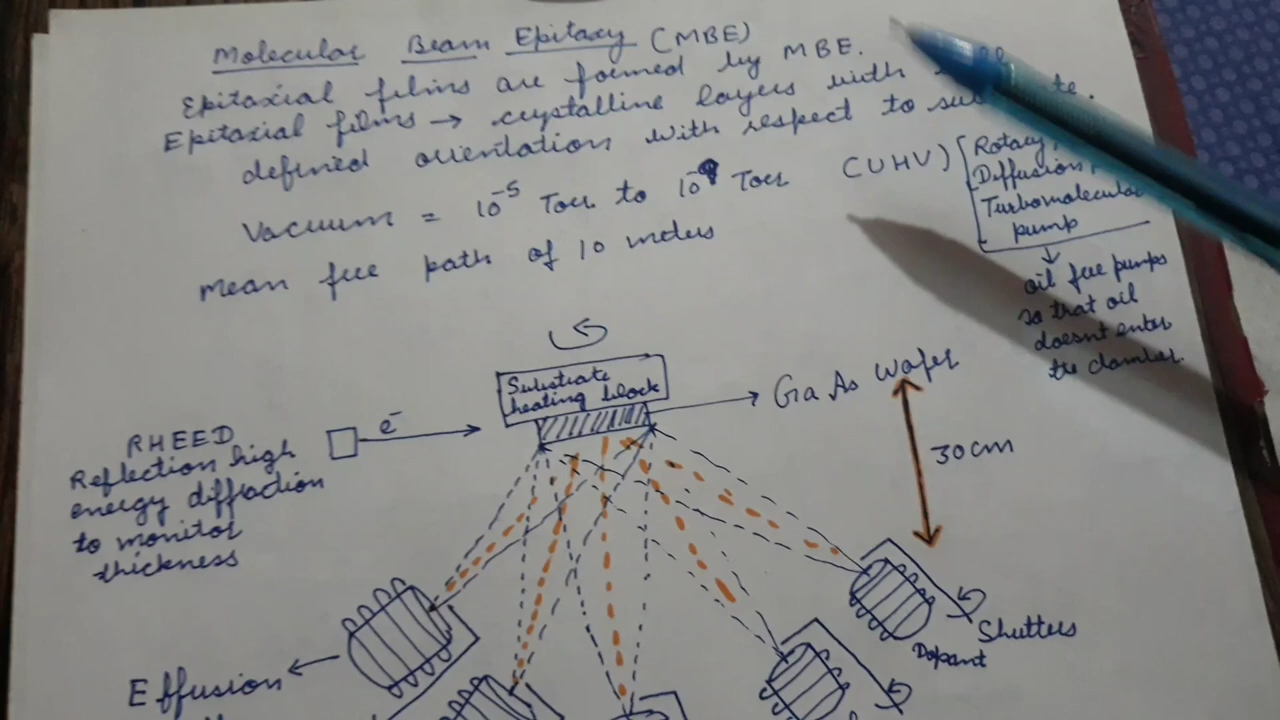 Molecular Beam Epitaxy (MBE)
Epitaxial films are formed by MBE.
Epitaxial films → crystalline layers with
defined orientation with respect to
Vacuum = 10⁻⁵ Torr to 10⁻⁹ Torr (UHV)
Rotary
Diffusion
Turbomolecular
pump
Mean free path of 10 meters
oil free pumps
so that oil
doesn't enter
the chamber.
Substrate
heating block
GaAs Wafer
e⁻
RHEED
Reflection high
energy diffraction
to monitor
thickness
30cm
Shutters
Dopant
Effusion